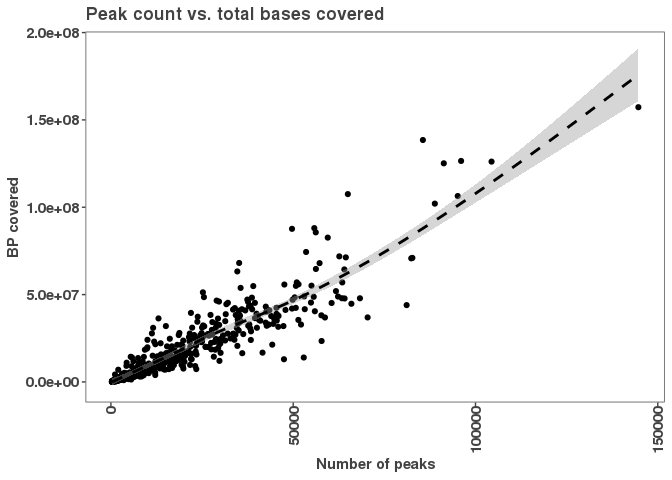 Peak count vs. total bases covered
2.0e+08
1.5e+08
1.0e+08
5.0e+07
0.0e+00
BP covered
0
50000
100000
150000
Number of peaks